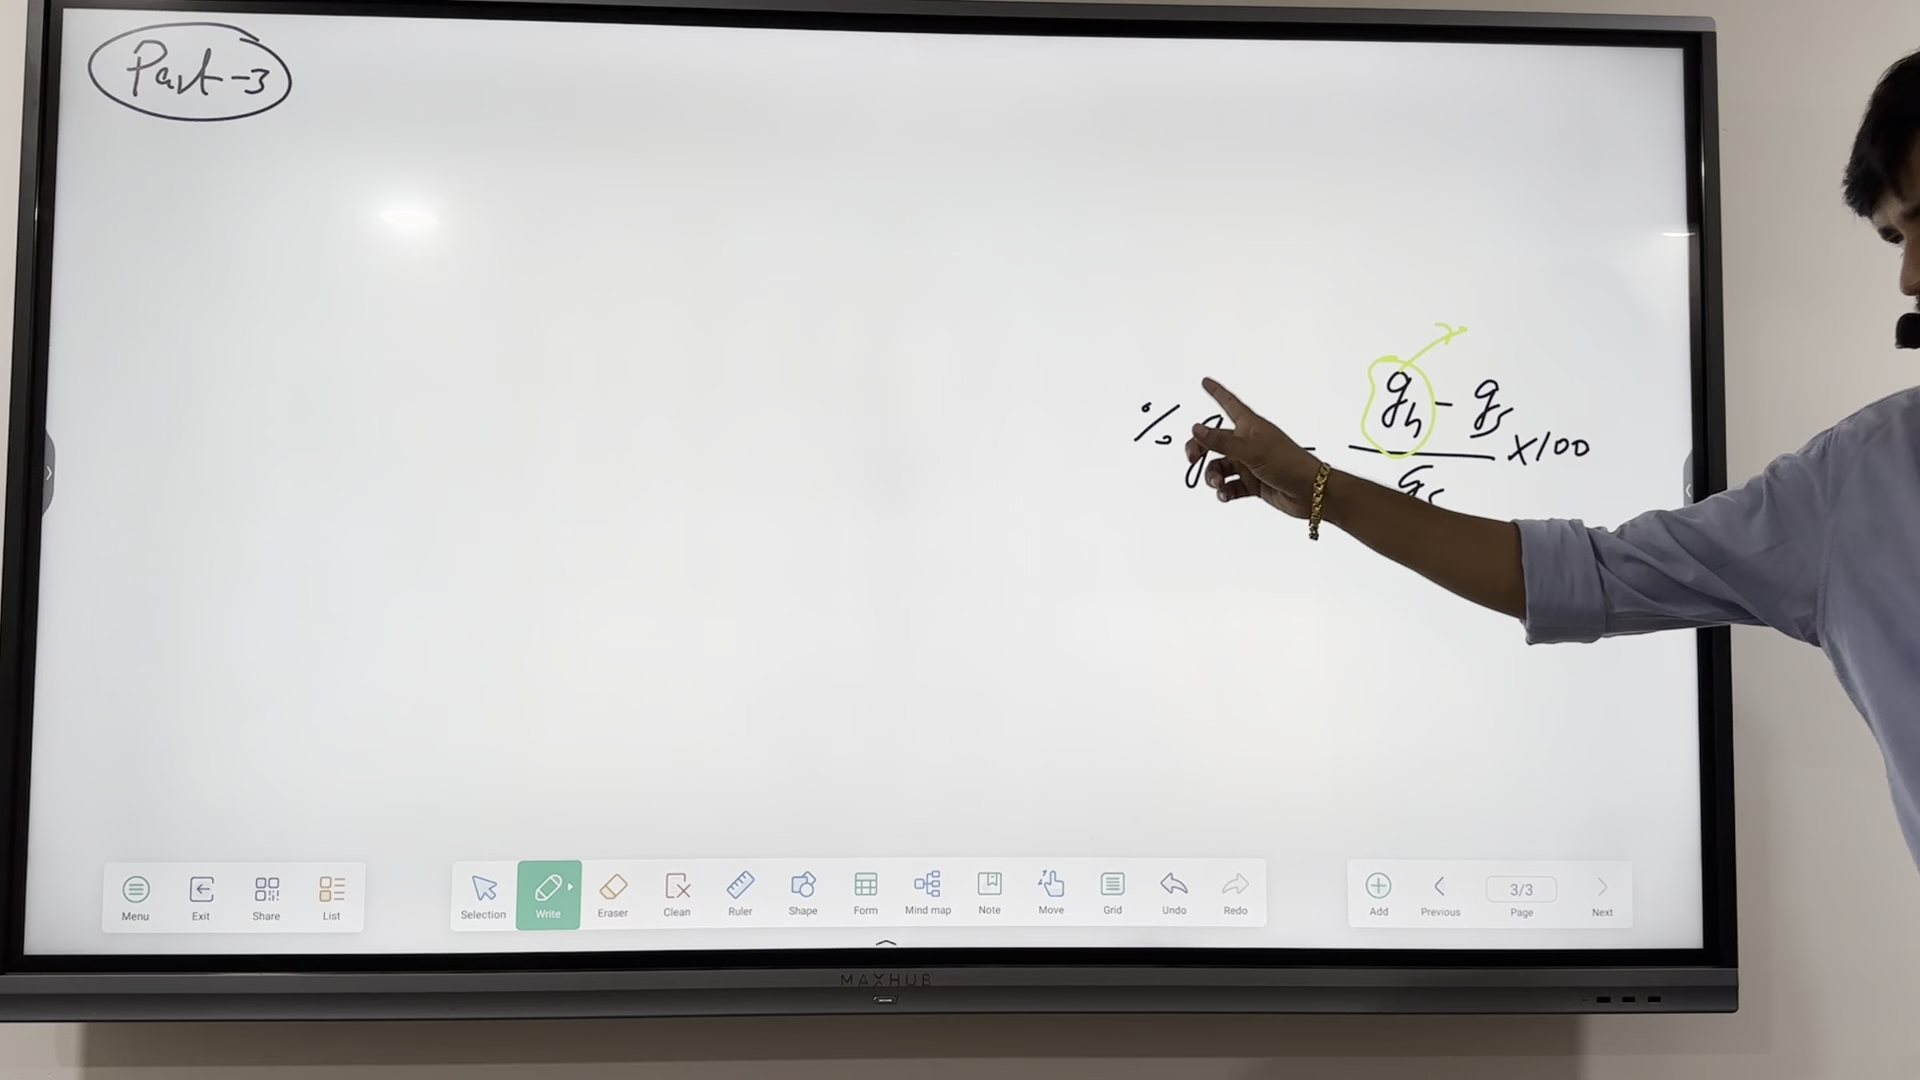 Part-3
% g = gh - gs / Gs X100
Menu Exit Share List Selection Write Eraser Clean Ruler Shape Form Mind map Note Move Grid Undo Redo Add Previous 3/3 Page Next
MAXHUB